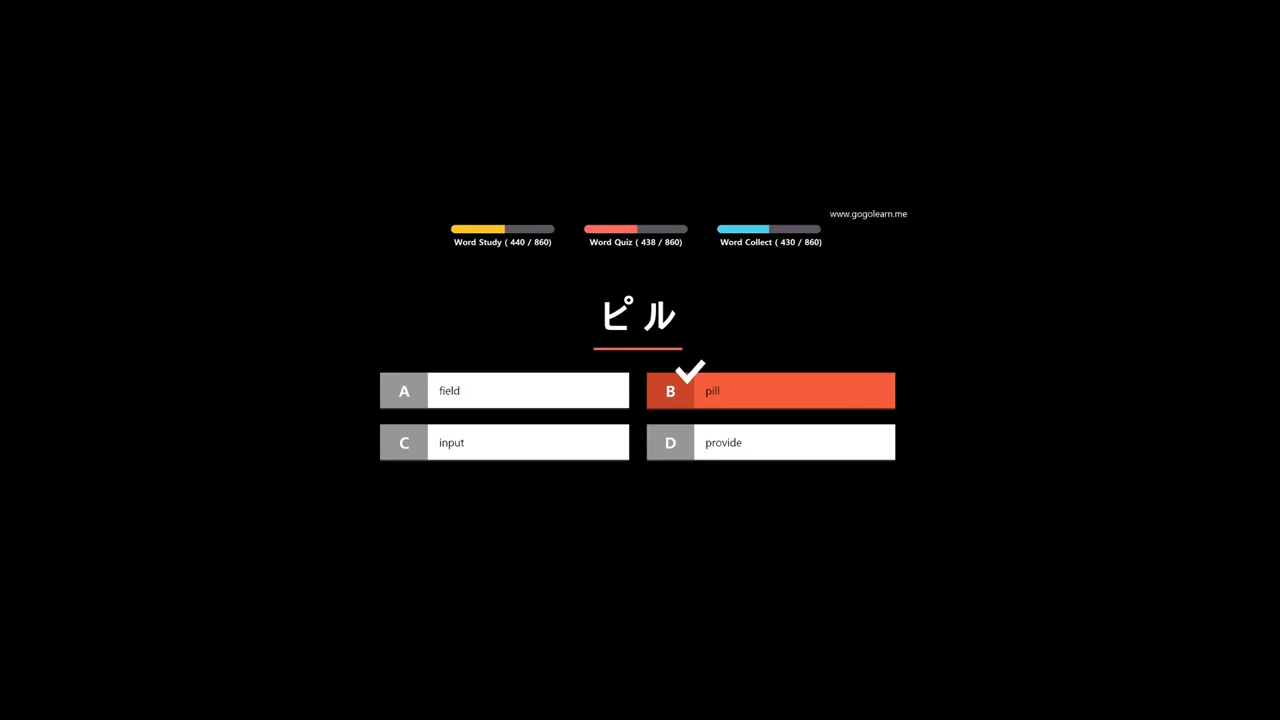 www.gogolearn.me
Word Study ( 440 / 860) Word Quiz ( 438 / 860) Word Collect ( 430 / 860)
ピル
A field B pill
C input D provide